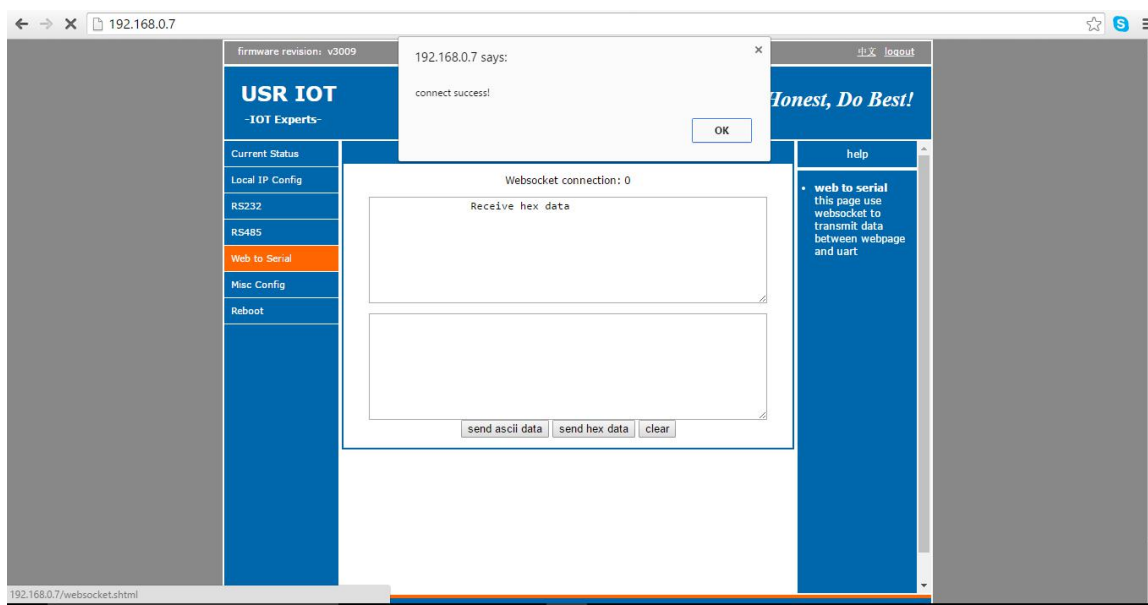 192.168.0.7
firmware revision: v3009
中文 logout
192.168.0.7 says:
connect success!
OK
USR IOT
-IOT Experts-
Honest, Do Best!
Current Status
Local IP Config
RS232
RS485
Web to Serial
Misc Config
Reboot
Websocket connection: 0
Receive hex data
send ascii data
send hex data
clear
help
web to serial
this page use
websocket to
transmit data
between webpage
and uart
192.168.0.7/websocket.shtml